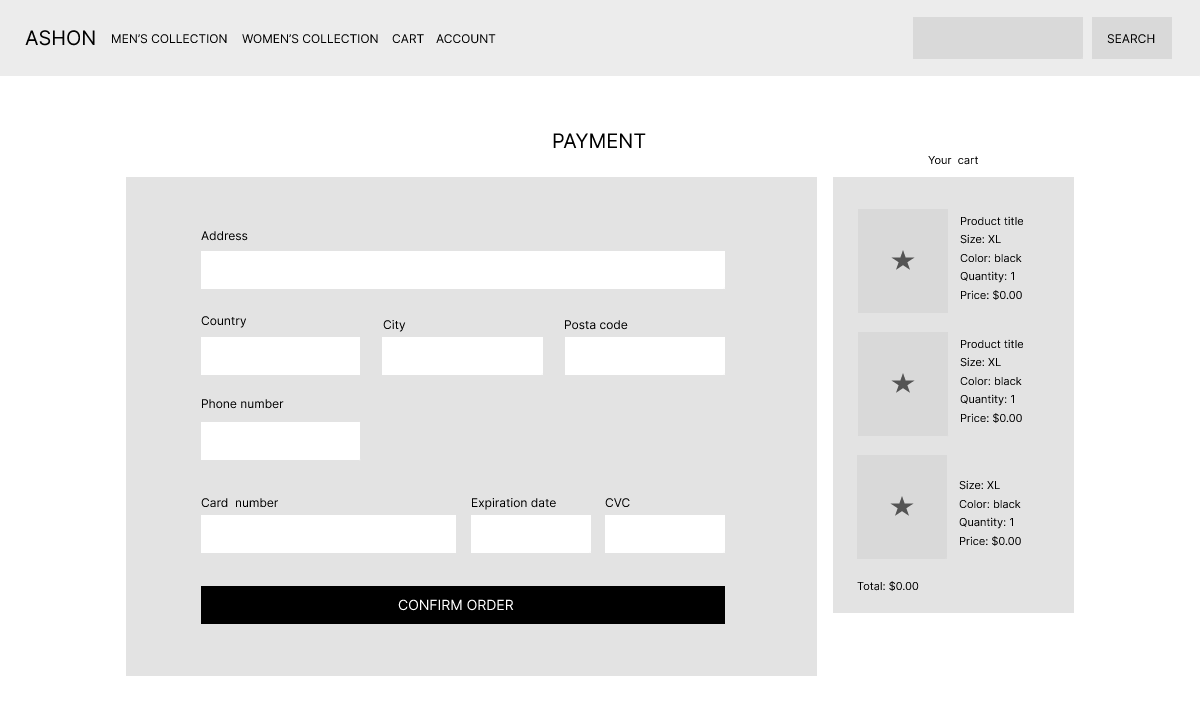 ASHON MEN'S COLLECTION WOMEN'S COLLECTION CART ACCOUNT SEARCH
PAYMENT
Your cart
Address
Country City Posta code
Phone number
Card number Expiration date CVC
CONFIRM ORDER
Product title
Size: XL
Color: black
Quantity: 1
Price: $0.00
Product title
Size: XL
Color: black
Quantity: 1
Price: $0.00
Size: XL
Color: black
Quantity: 1
Price: $0.00
Total: $0.00